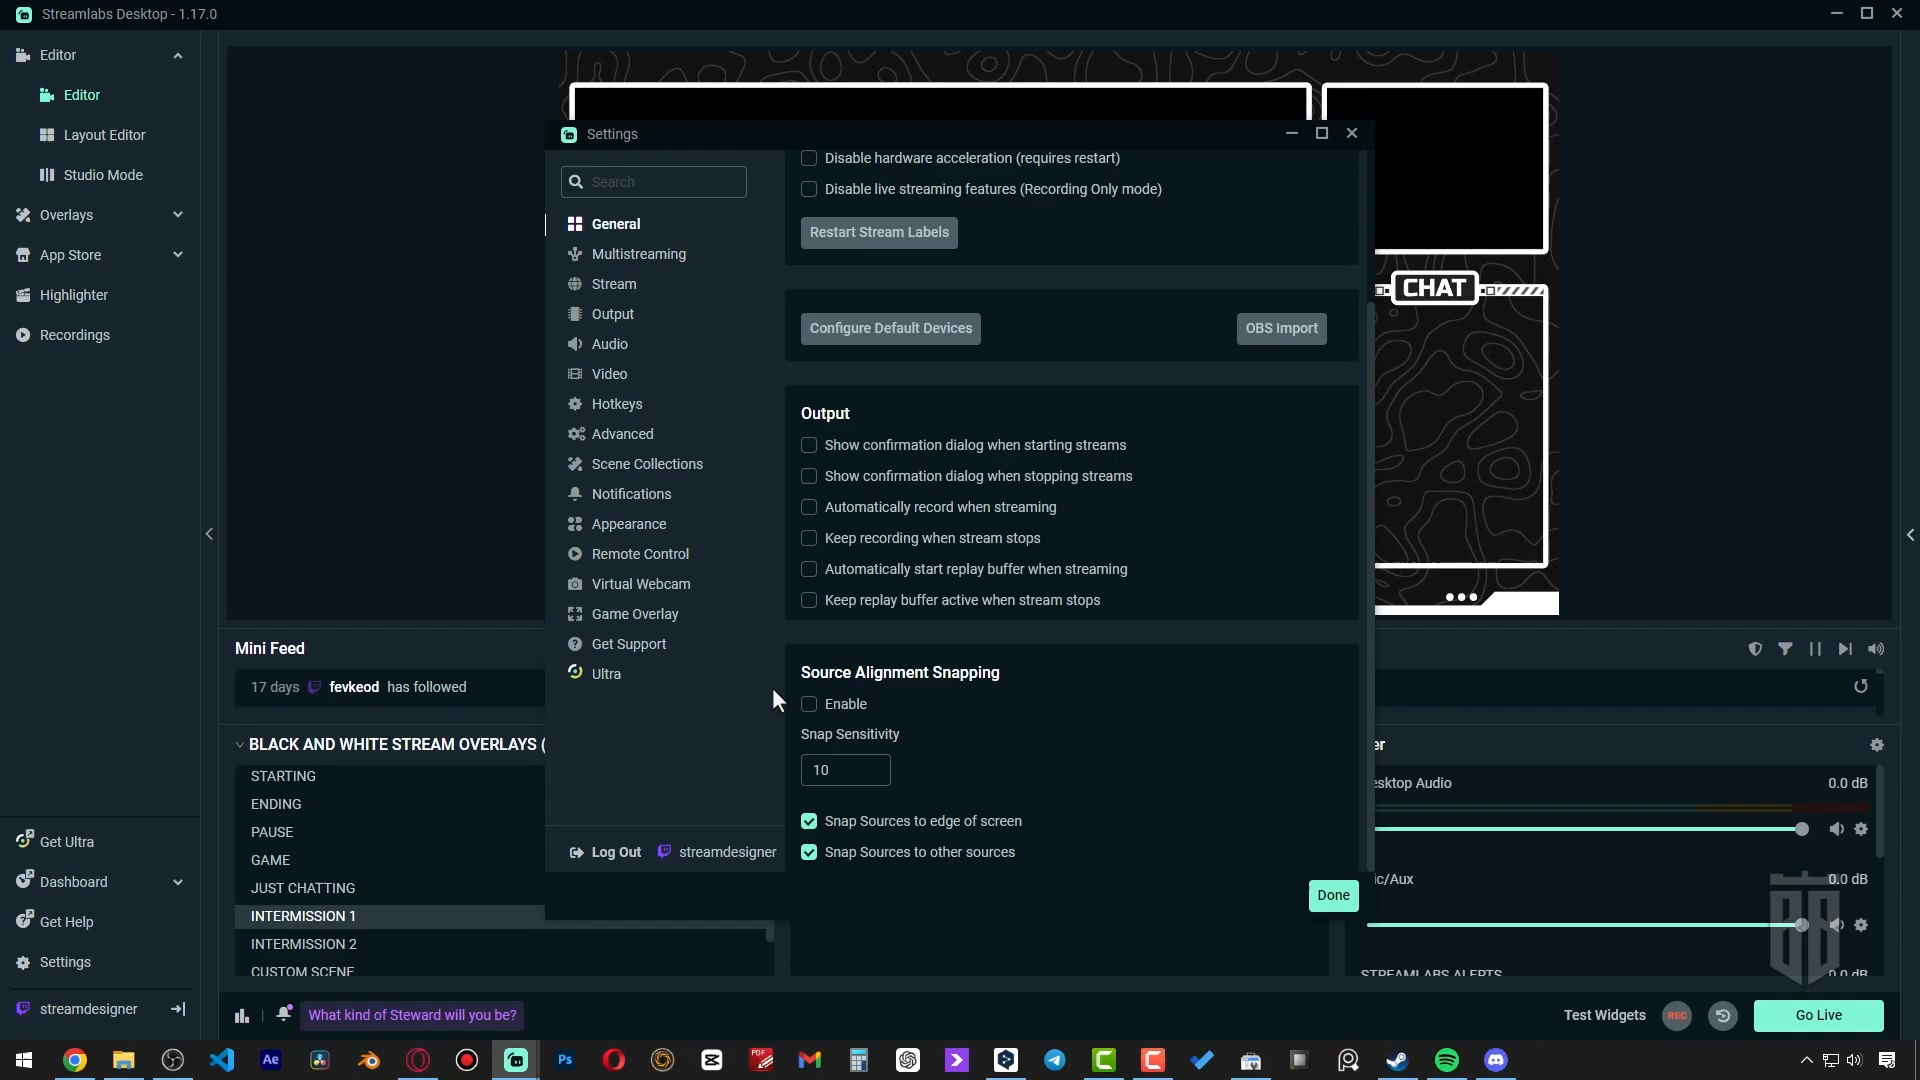 Streamlabs Desktop - 1.17.0
Editor
Editor
Layout Editor
Studio Mode
Overlays
App Store
Highlighter
Recordings
Get Ultra
Dashboard
Get Help
Settings
streamdesigner
Settings
Search
General
Multistreaming
Stream
Output
Audio
Video
Hotkeys
Advanced
Scene Collections
Notifications
Appearance
Remote Control
Virtual Webcam
Game Overlay
Get Support
Ultra
Log Out streamdesigner
Disable hardware acceleration (requires restart)
Disable live streaming features (Recording Only mode)
Restart Stream Labels
Configure Default Devices
OBS Import
Output
Show confirmation dialog when starting streams
Show confirmation dialog when stopping streams
Automatically record when streaming
Keep recording when stream stops
Automatically start replay buffer when streaming
Keep replay buffer active when stream stops
Source Alignment Snapping
Enable
Snap Sensitivity
10
Snap Sources to edge of screen
Snap Sources to other sources
Done
CHAT
Mini Feed
17 days fevkeod has followed
BLACK AND WHITE STREAM OVERLAYS (
STARTING
ENDING
PAUSE
GAME
JUST CHATTING
INTERMISSION 1
INTERMISSION 2
CUSTOM SCENE
er
esktop Audio 0.0 dB
ic/Aux 0.0 dB
STREAMLABS ALERTS 0.0 dB
What kind of Steward will you be?
Test Widgets
REC
Go Live
Ae
Ps
PDF